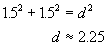 1.5² + 1.5² = d²
d ≈ 2.25